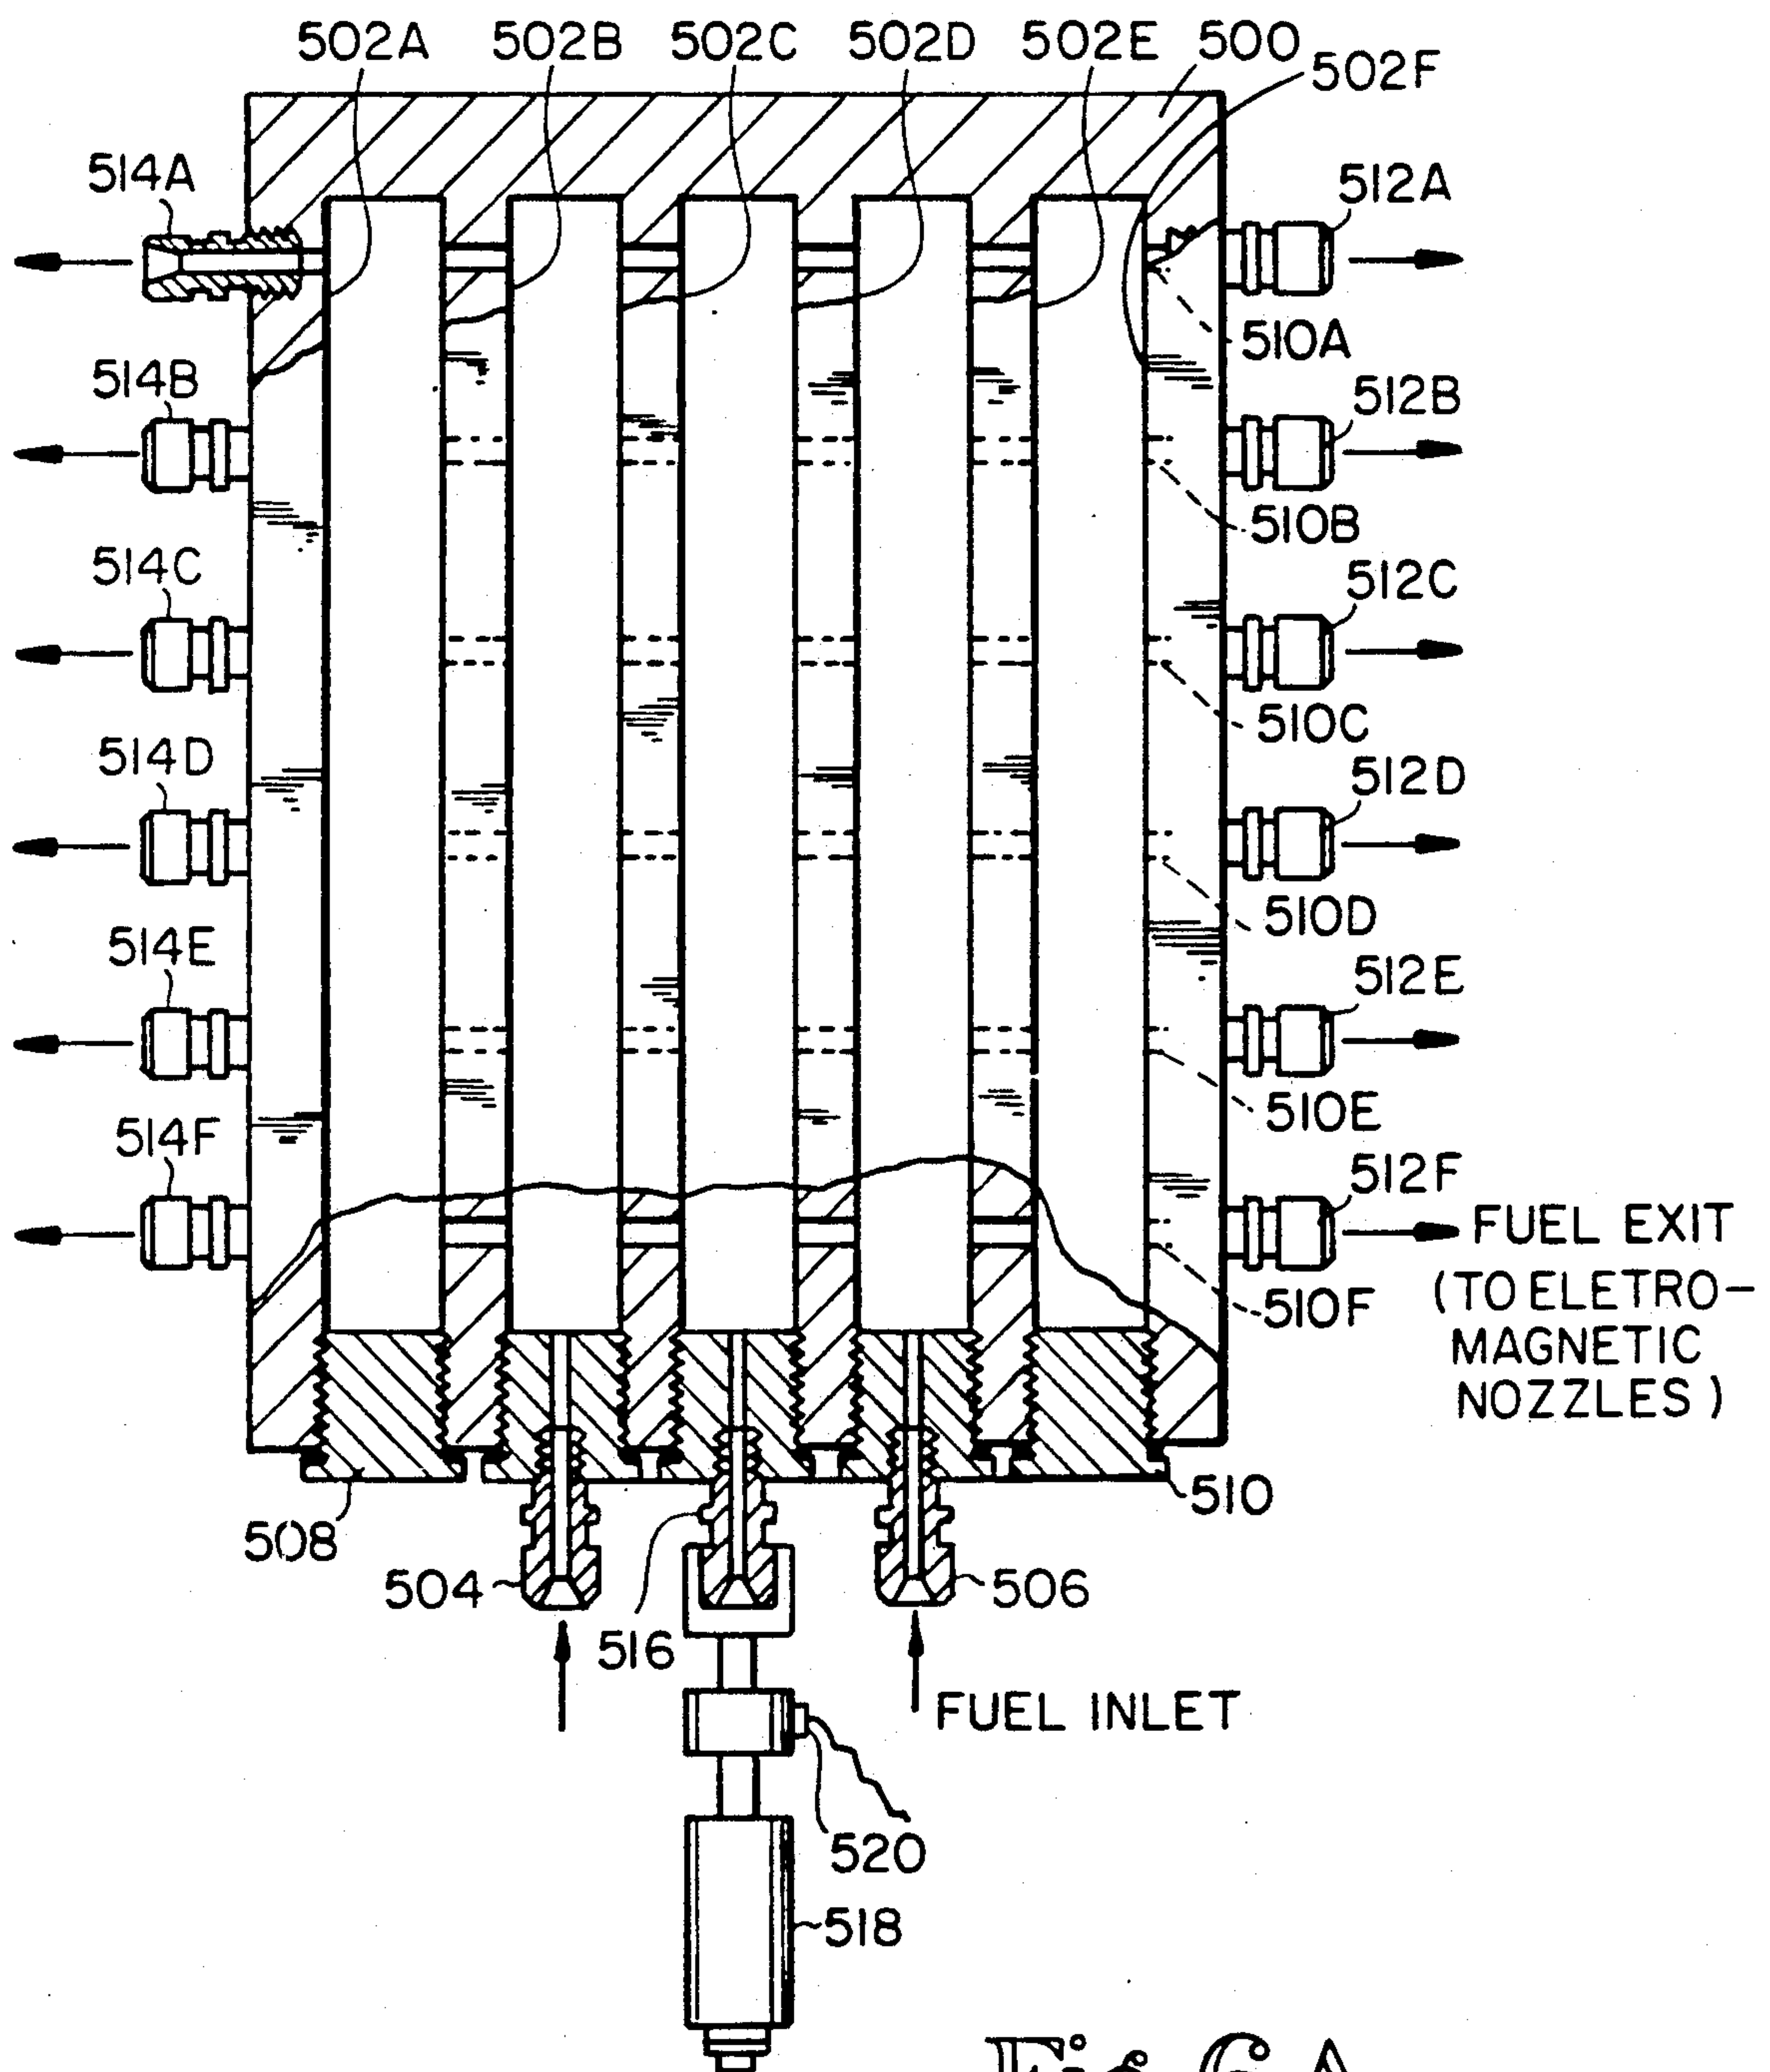 502A 502B 502C 502D 502E 500
502F
514A
512A
510A
514B
512B
510B
514C
512C
510C
514D
512D
510D
514E
512E
510E
514F
512F
FUEL EXIT
(TO ELETRO-
MAGNETIC
NOZZLES)
510F
508
510
504
516
506
FUEL INLET
520
518